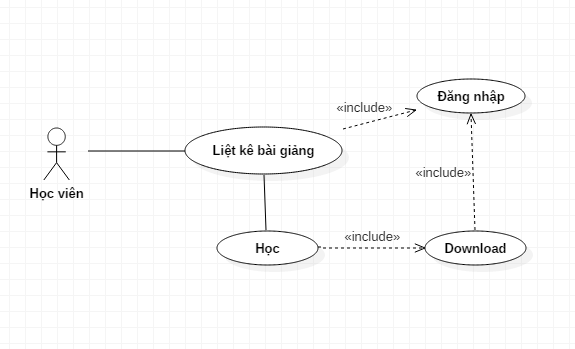 «include»
Đăng nhập
Liệt kê bài giảng
«include»
Học viên
«include»
Học
Download